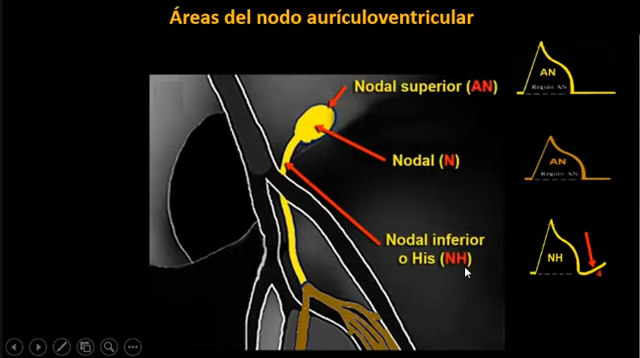 Áreas del nodo aurículoventricular
Nodal superior (AN)
Nodal (N)
Nodal inferior
o His (NH)
AN
Región AN
AN
Región AN
NH
4